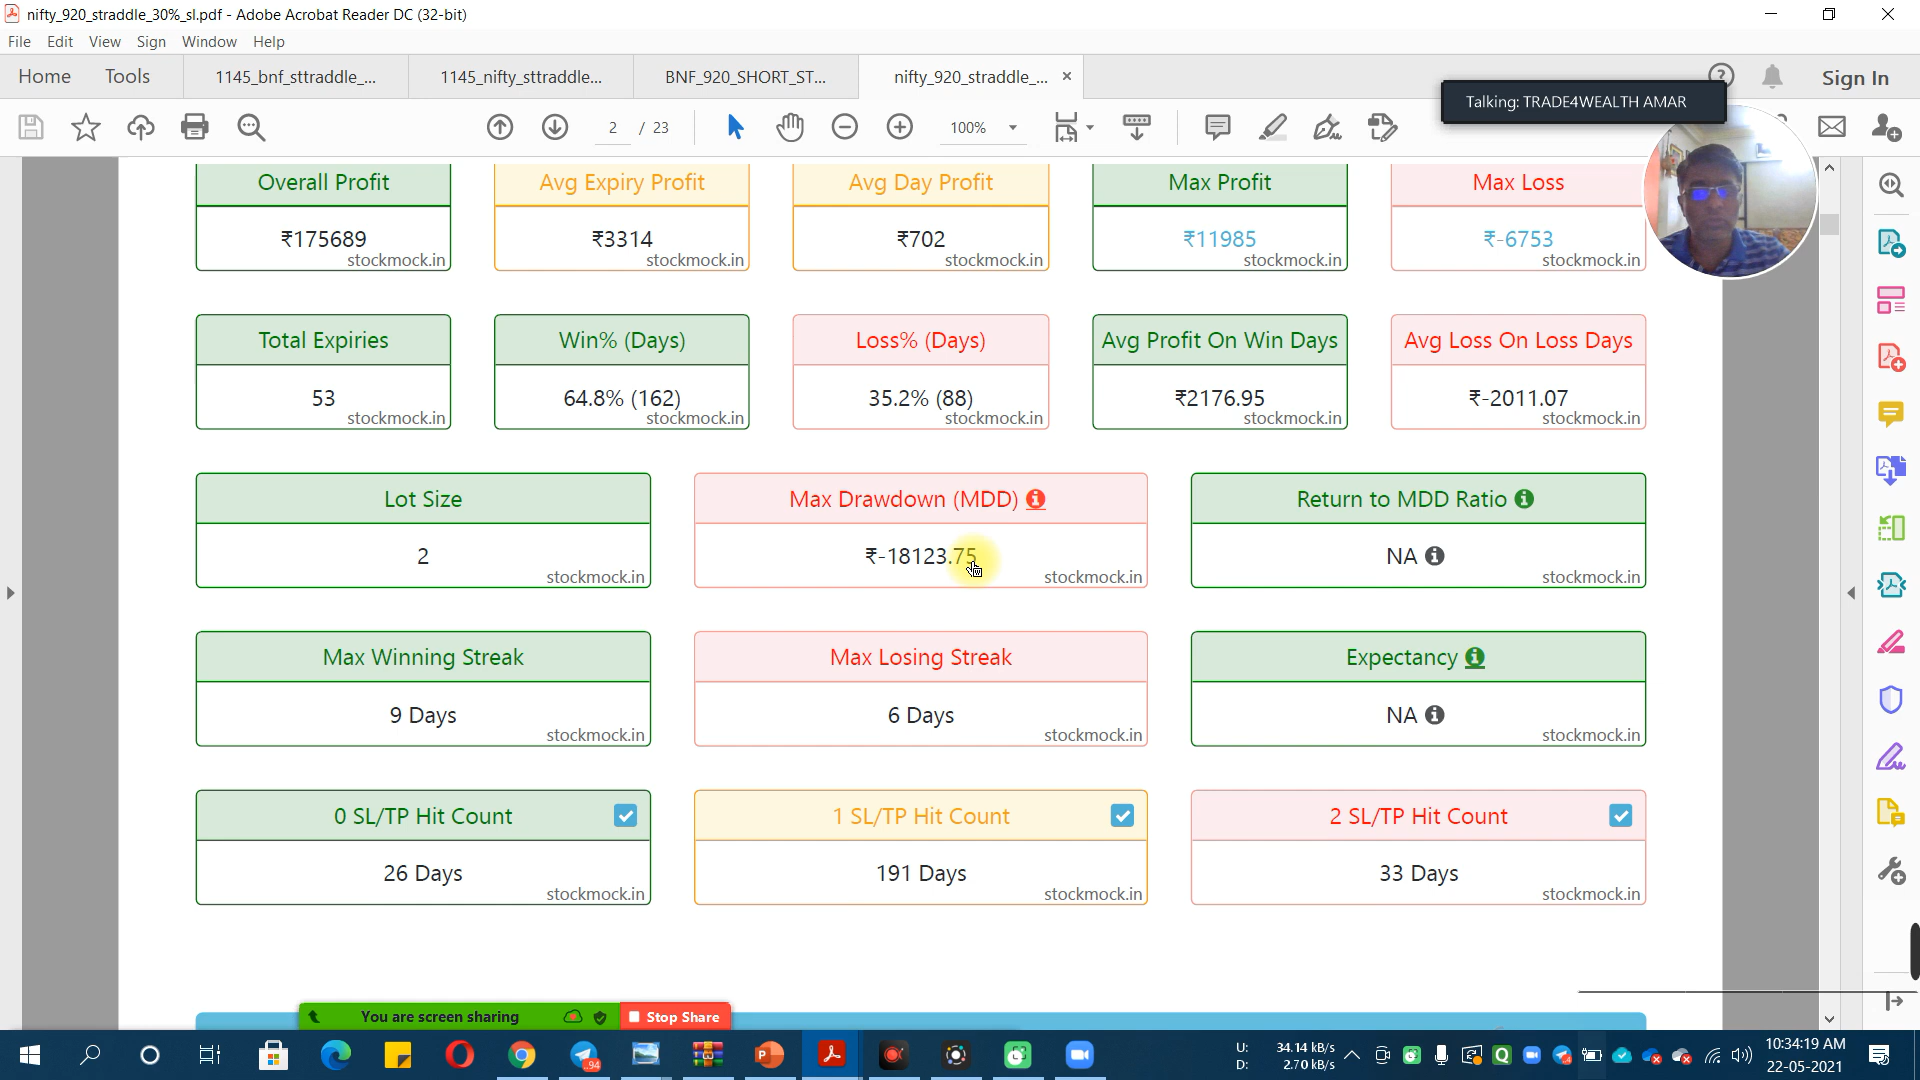 nifty_920_straddle_30%_sl.pdf - Adobe Acrobat Reader DC (32-bit)
File Edit View Sign Window Help
Home Tools 1145_bnf_sttraddle_... 1145_nifty_sttraddle... BNF_920_SHORT_ST... nifty_920_straddle_... × Sign In
Talking: TRADE4WEALTH AMAR
2 / 23 100%
Overall Profit Avg Expiry Profit Avg Day Profit Max Profit Max Loss
₹175689 ₹3314 ₹702 ₹11985 ₹-6753
stockmock.in stockmock.in stockmock.in stockmock.in stockmock.in
Total Expiries Win% (Days) Loss% (Days) Avg Profit On Win Days Avg Loss On Loss Days
53 64.8% (162) 35.2% (88) ₹2176.95 ₹-2011.07
stockmock.in stockmock.in stockmock.in stockmock.in stockmock.in
Lot Size Max Drawdown (MDD) Return to MDD Ratio
2 ₹-18123.75 NA
stockmock.in stockmock.in stockmock.in
Max Winning Streak Max Losing Streak Expectancy
9 Days 6 Days NA
stockmock.in stockmock.in stockmock.in
0 SL/TP Hit Count 1 SL/TP Hit Count 2 SL/TP Hit Count
26 Days 191 Days 33 Days
stockmock.in stockmock.in stockmock.in
You are screen sharing Stop Share
94
U: 34.14 kB/s
D: 2.70 kB/s
10:34:19 AM
22-05-2021